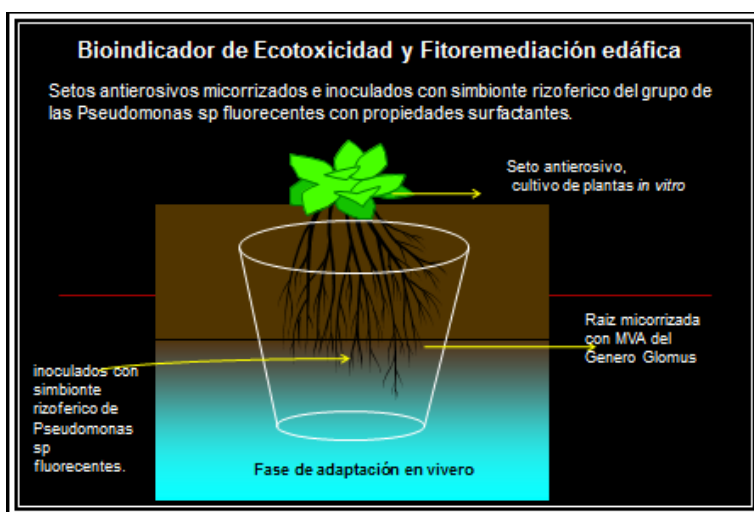 Bioindicador de Ecotoxicidad y Fitoremediación edáfica
Setos antierosivos micorrizados e inoculados con simbionte rizoferico del grupo de
las Pseudomonas sp fluorecentes con propiedades surfactantes.
Seto antierosivo,
cultivo de plantas in vitro
Raiz micorrizada
con MVA del
Genero Glomus
inoculados con
simbionte
rizoferico de
Pseudomonas
sp
fluorecentes.
Fase de adaptación en vivero